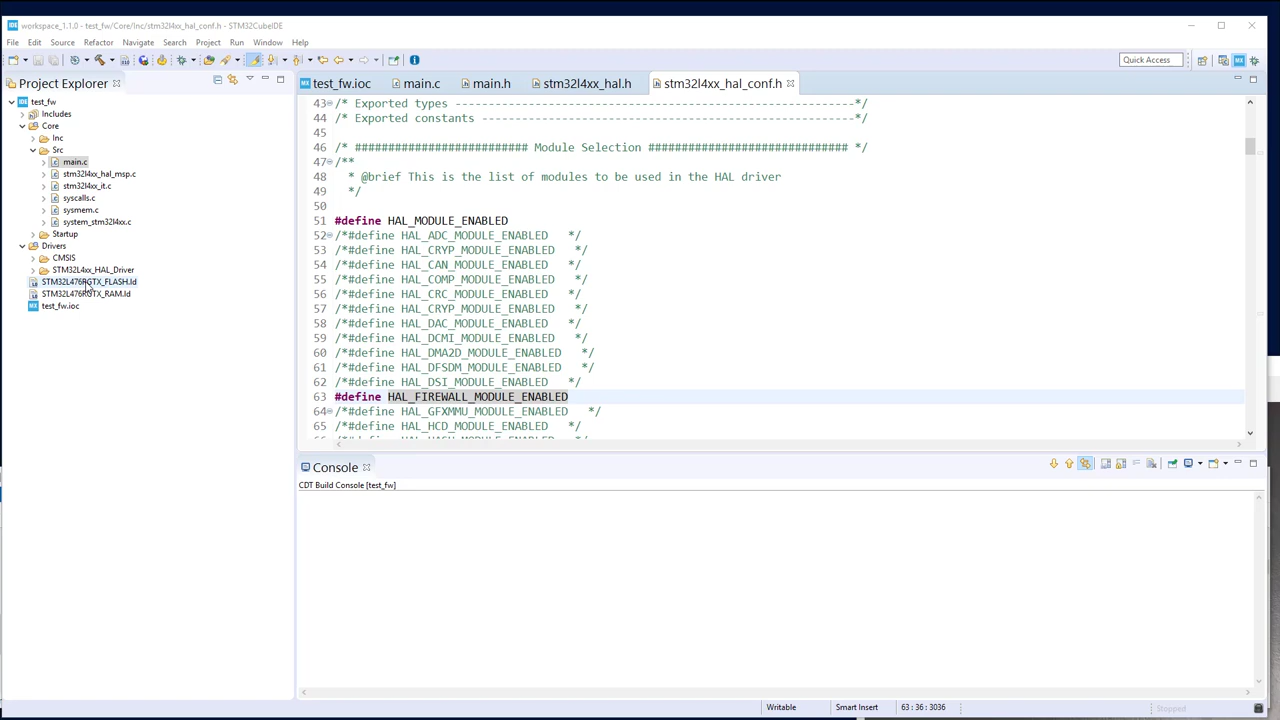 IDE workspace_1.1.0 - test_fw/Core/Inc/stm32l4xx_hal_conf.h - STM32CubeIDE
File Edit Source Refactor Navigate Search Project Run Window Help
Quick Access
MX
Project Explorer
MX test_fw.ioc
main.c
main.h
stm32l4xx_hal.h
stm32l4xx_hal_conf.h
IDE test_fw
Includes
Core
Inc
Src
main.c
stm32l4xx_hal_msp.c
stm32l4xx_it.c
syscalls.c
sysmem.c
system_stm32l4xx.c
Startup
Drivers
CMSIS
STM32L4xx_HAL_Driver
STM32L476RGTX_FLASH.ld
STM32L476RGTX_RAM.ld
MX test_fw.ioc
43 /* Exported types ------------------------------------------------------------*/
44 /* Exported constants --------------------------------------------------------*/
45
46 /* ########################## Module Selection ############################## */
47 /**
48 * @brief This is the list of modules to be used in the HAL driver
49 */
50
51 #define HAL_MODULE_ENABLED
52 /*#define HAL_ADC_MODULE_ENABLED */
53 /*#define HAL_CRYP_MODULE_ENABLED */
54 /*#define HAL_CAN_MODULE_ENABLED */
55 /*#define HAL_COMP_MODULE_ENABLED */
56 /*#define HAL_CRC_MODULE_ENABLED */
57 /*#define HAL_CRYP_MODULE_ENABLED */
58 /*#define HAL_DAC_MODULE_ENABLED */
59 /*#define HAL_DCMI_MODULE_ENABLED */
60 /*#define HAL_DMA2D_MODULE_ENABLED */
61 /*#define HAL_DFSDM_MODULE_ENABLED */
62 /*#define HAL_DSI_MODULE_ENABLED */
63 #define HAL_FIREWALL_MODULE_ENABLED
64 /*#define HAL_GFXMMU_MODULE_ENABLED */
65 /*#define HAL_HCD_MODULE_ENABLED */
Console
CDT Build Console [test_fw]
Writable
Smart Insert
63 : 36 : 3036
Stopped